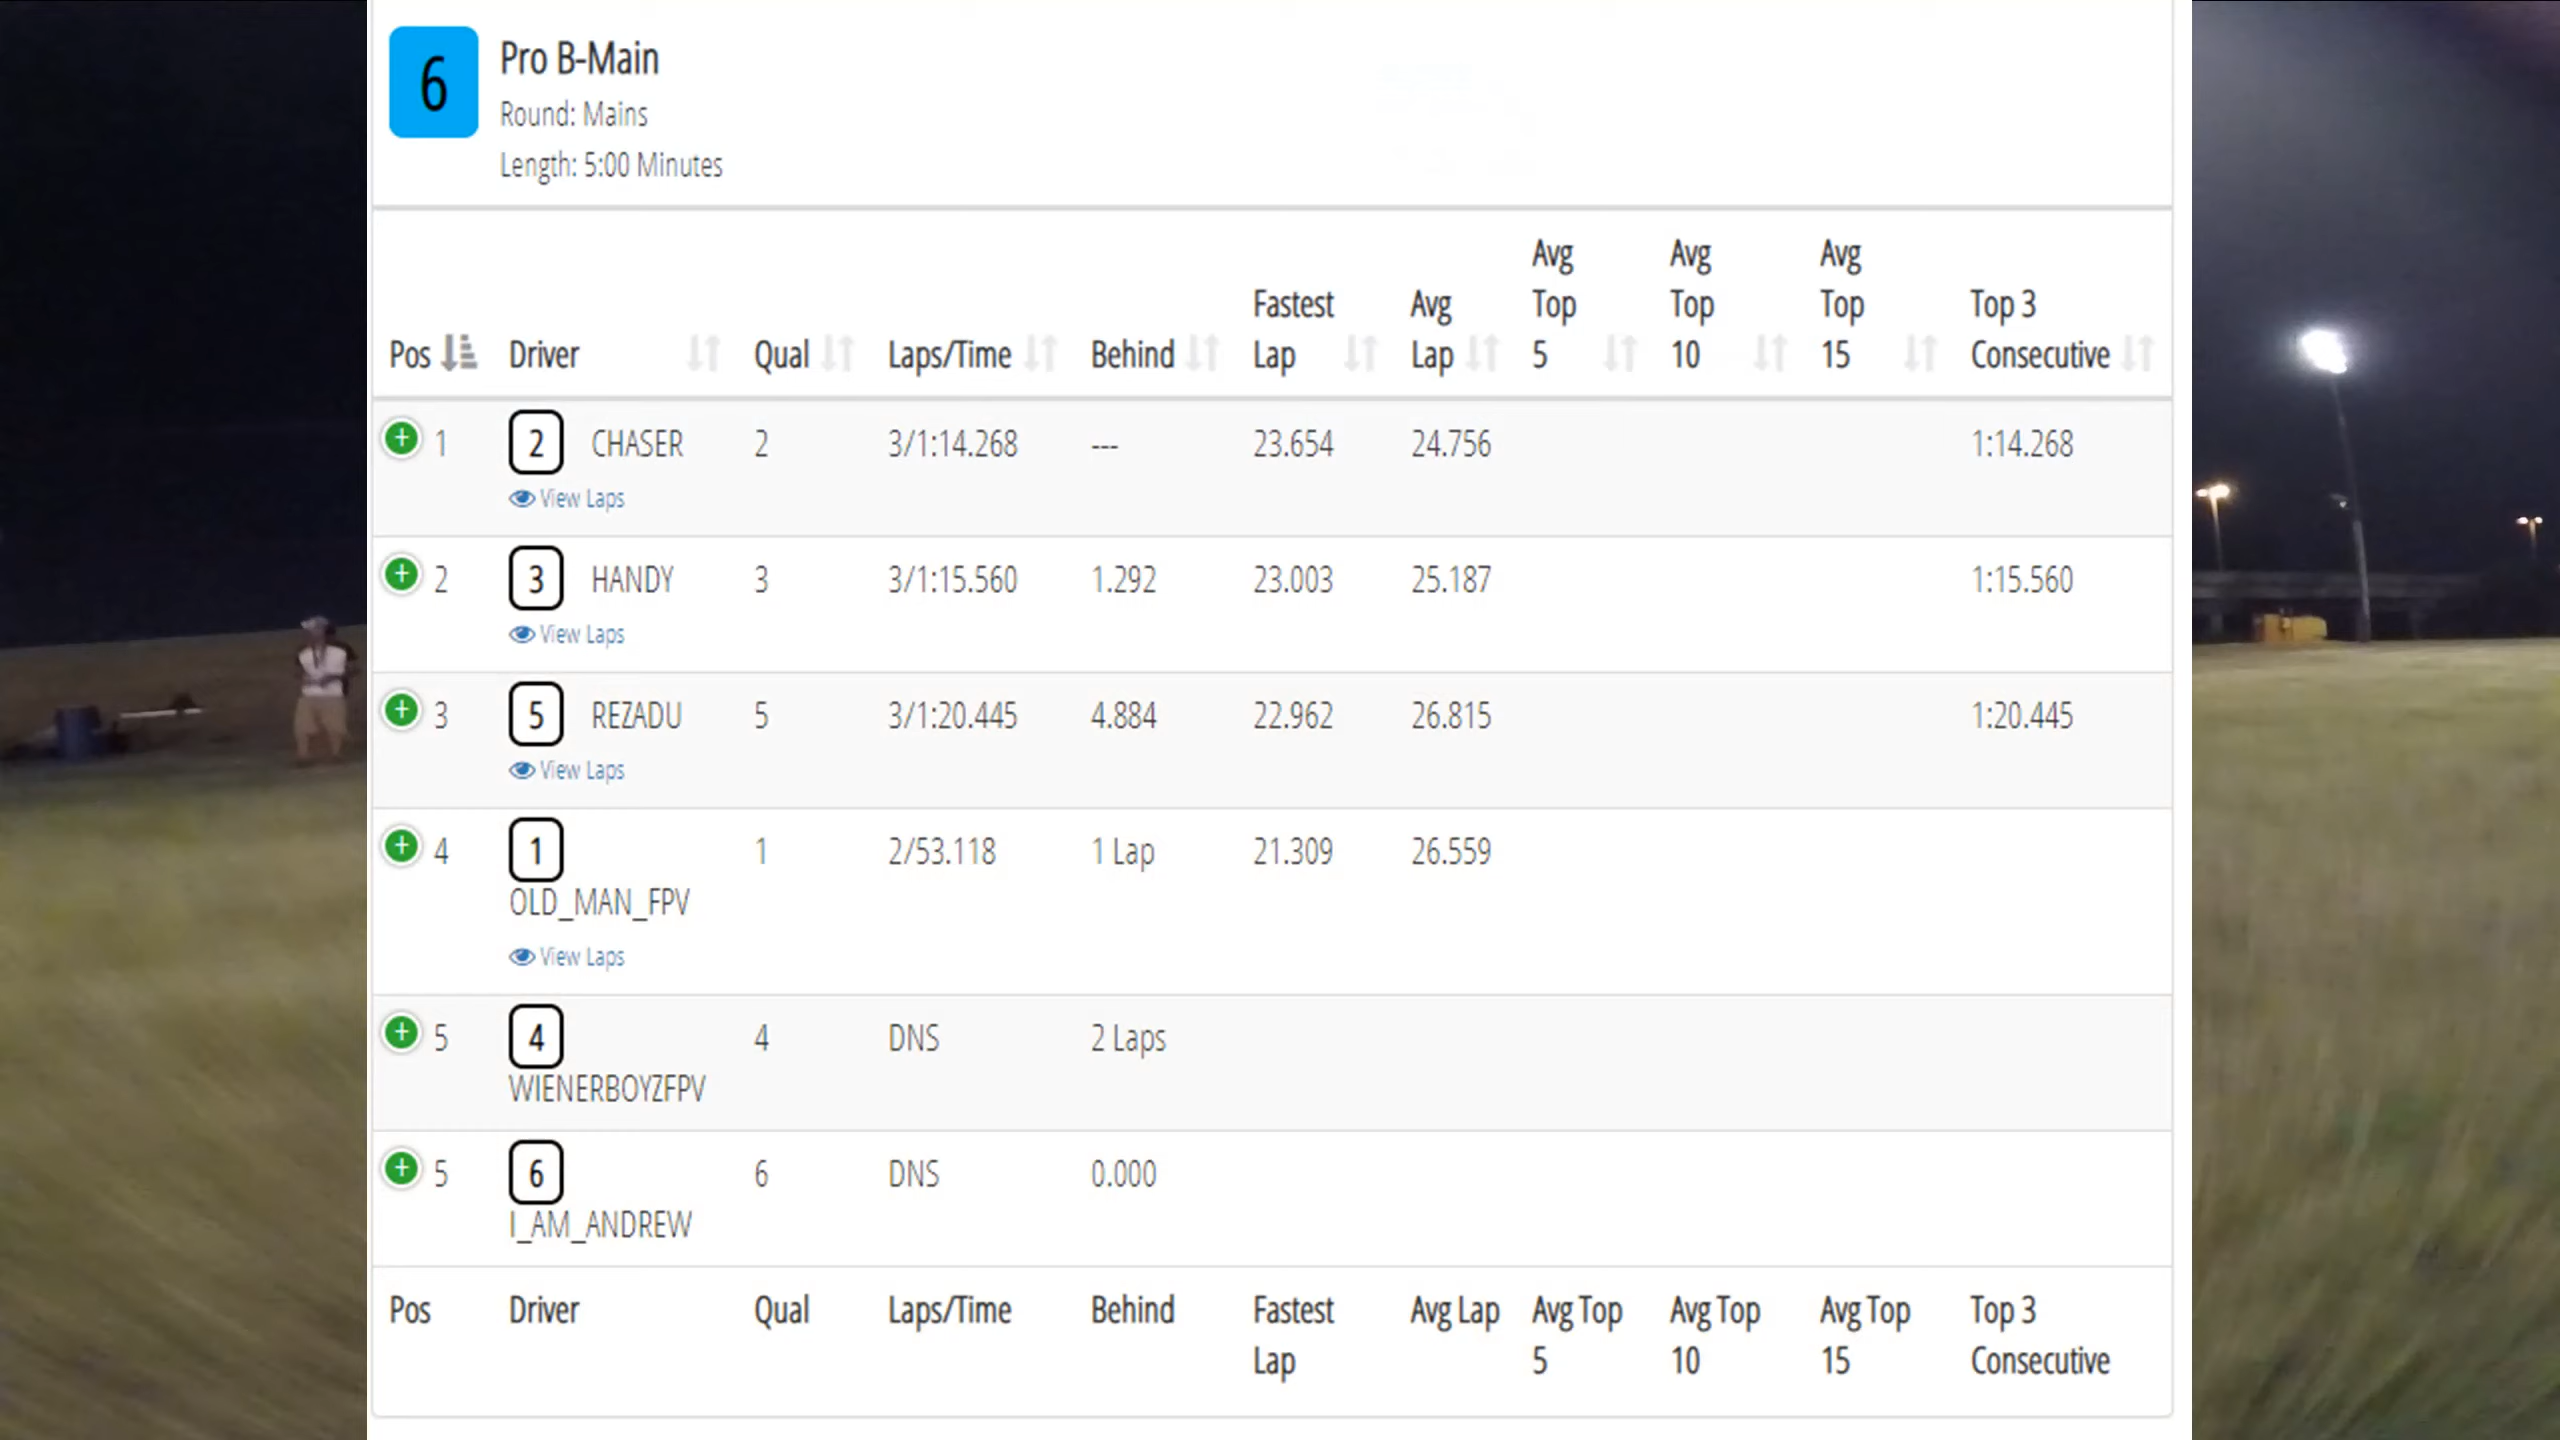 6
Pro B-Main
Round: Mains
Length: 5:00 Minutes
Pos Driver Qual Laps/Time Behind Fastest Lap Avg Lap Avg Top 5 Avg Top 10 Avg Top 15 Top 3 Consecutive
1 2 CHASER 2 3/1:14.268 --- 23.654 24.756 1:14.268
View Laps
2 3 HANDY 3 3/1:15.560 1.292 23.003 25.187 1:15.560
View Laps
3 5 REZADU 5 3/1:20.445 4.884 22.962 26.815 1:20.445
View Laps
4 1 1 2/53.118 1 Lap 21.309 26.559
OLD_MAN_FPV
View Laps
5 4 4 DNS 2 Laps
WIENERBOYZFPV
5 6 6 DNS 0.000
I_AM_ANDREW
Pos Driver Qual Laps/Time Behind Fastest Lap Avg Lap Avg Top 5 Avg Top 10 Avg Top 15 Top 3 Consecutive